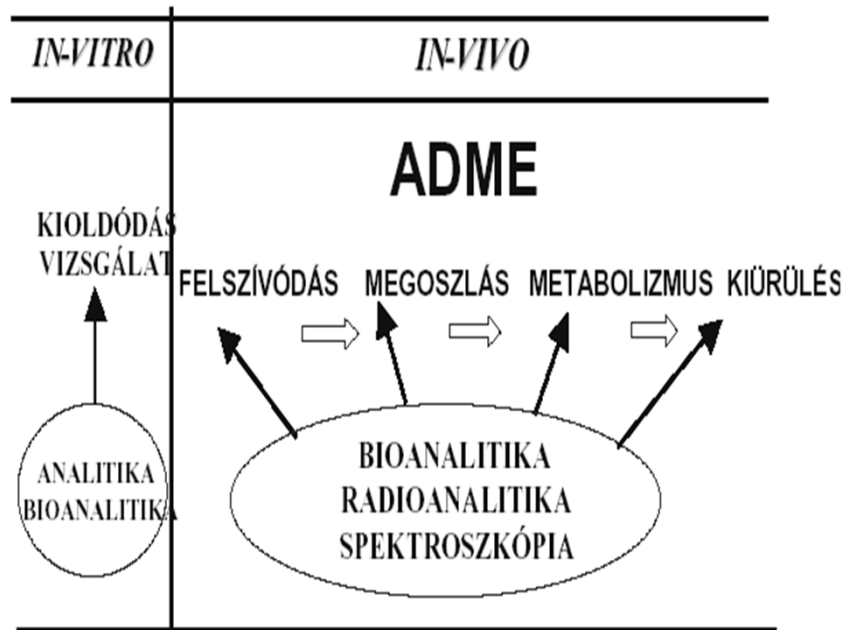 IN-VITRO
IN-VIVO
ADME
KIOLDÓDÁS
VIZSGÁLAT
FELSZÍVÓDÁS MEGOSZLÁS METABOLIZMUS KIÜRÜLÉS
ANALITIKA
BIOANALITIKA
BIOANALITIKA
RADIOANALITIKA
SPEKTROSZKÓPIA